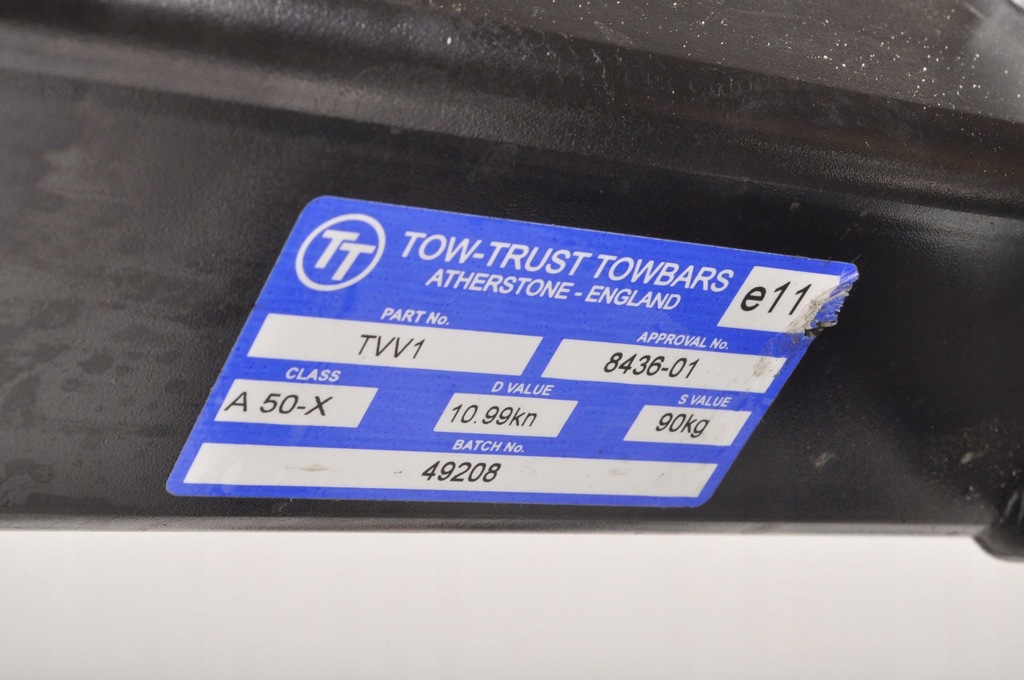 TT
TOW-TRUST TOWBARS
ATHERSTONE - ENGLAND
e11
PART No.
TVV1
APPROVAL No.
8436-01
CLASS
A 50-X
D VALUE
10.99kn
S VALUE
90kg
BATCH No.
49208